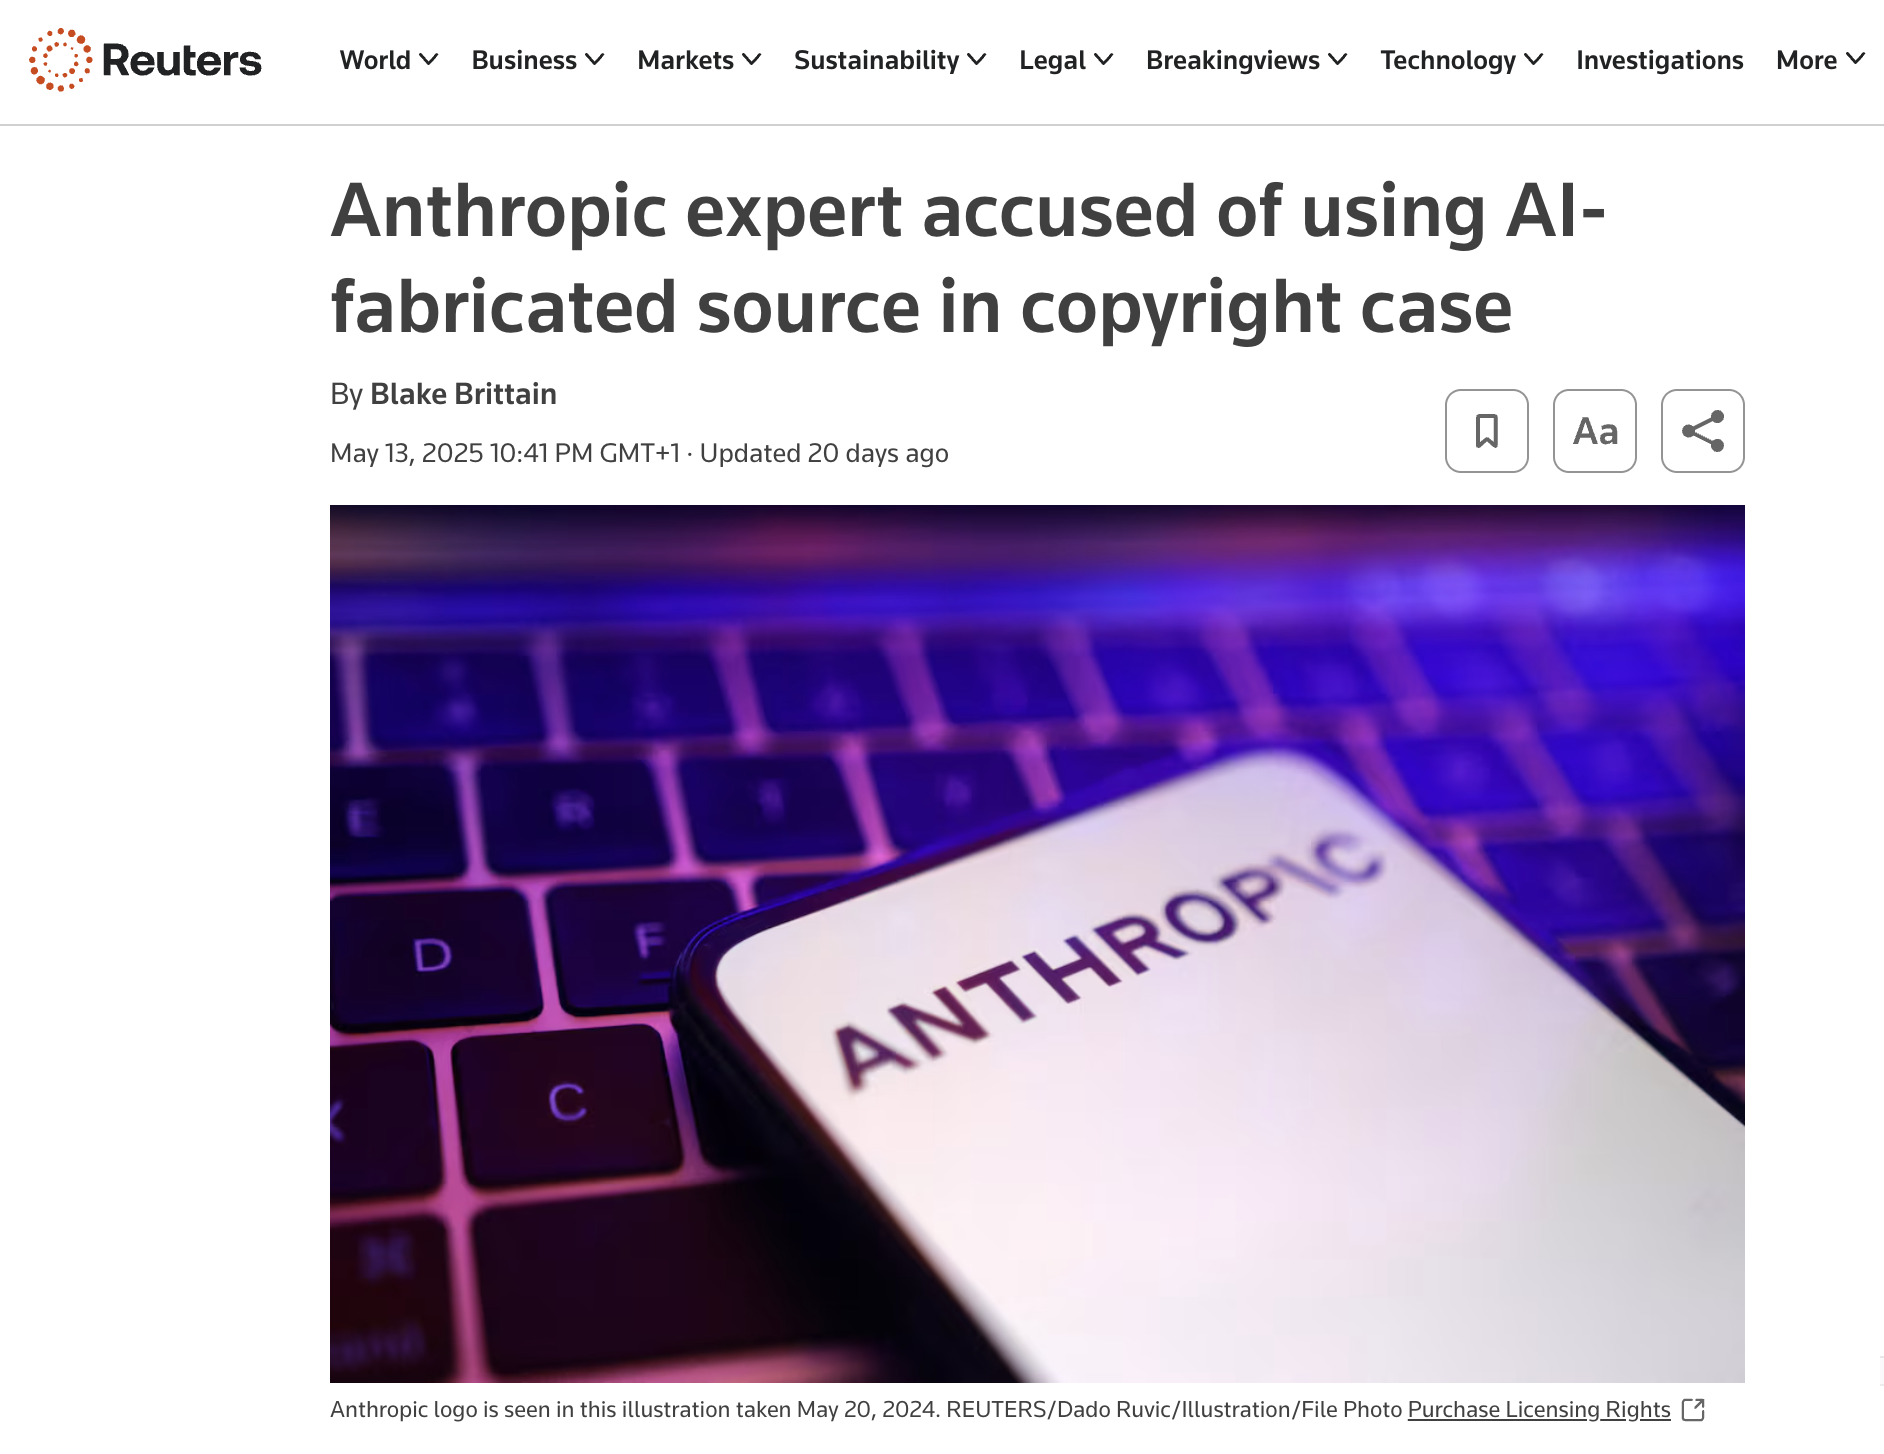 Reuters
World Business Markets Sustainability Legal Breakingviews Technology Investigations More
Anthropic expert accused of using AI-
fabricated source in copyright case
By Blake Brittain
May 13, 2025 10:41 PM GMT+1 · Updated 20 days ago
Aa
E R T
D F
ANTHROPIC
C
Anthropic logo is seen in this illustration taken May 20, 2024. REUTERS/Dado Ruvic/Illustration/File Photo Purchase Licensing Rights